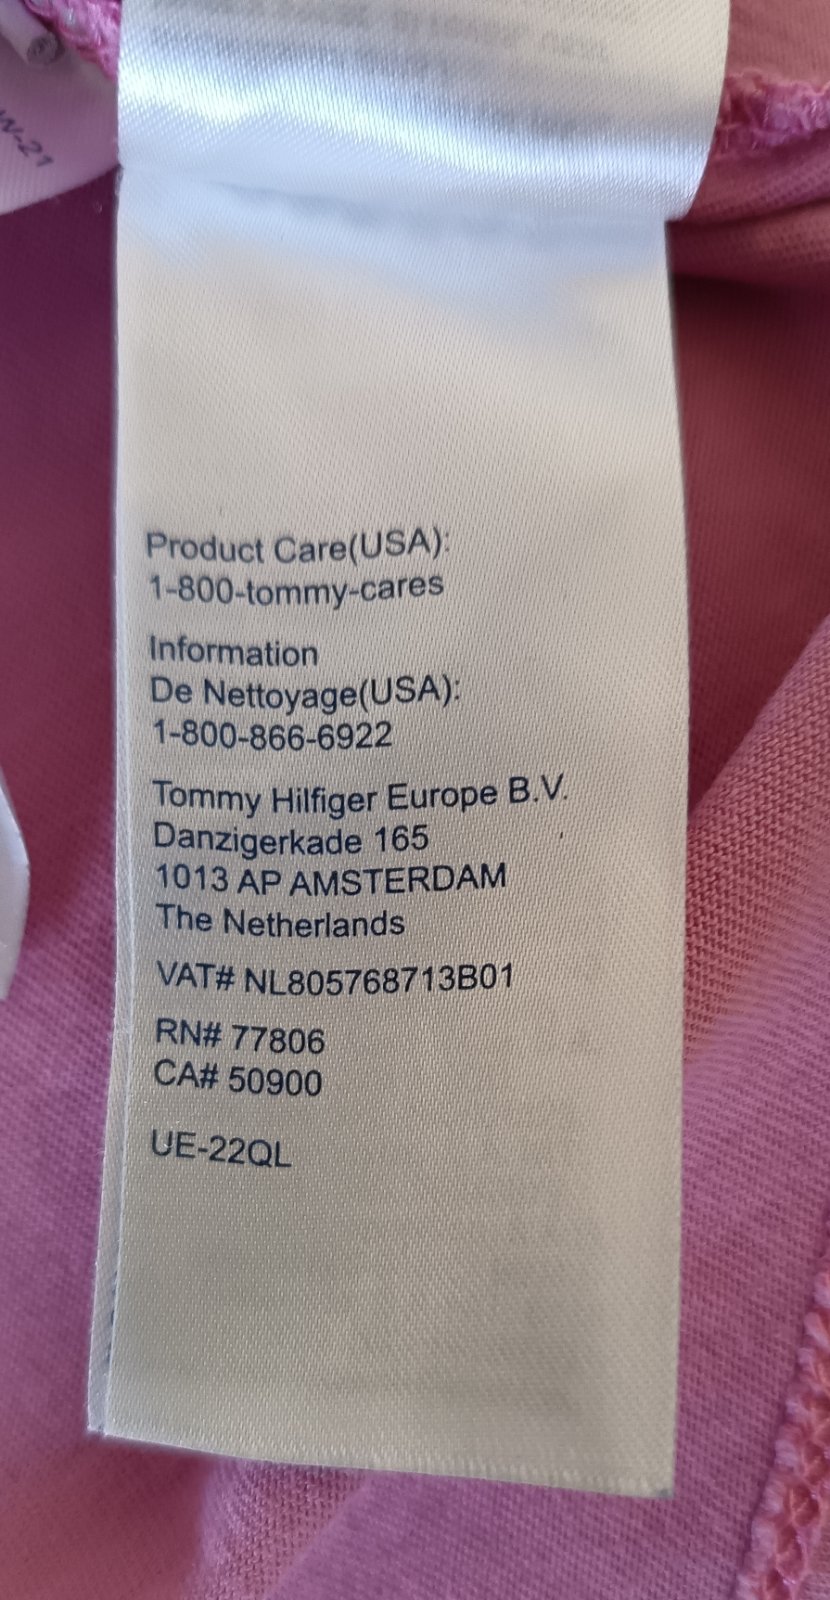 W-21
Product Care(USA):
1-800-tommy-cares
Information
De Nettoyage(USA):
1-800-866-6922
Tommy Hilfiger Europe B.V.
Danzigerkade 165
1013 AP AMSTERDAM
The Netherlands
VAT# NL805768713B01
RN# 77806
CA# 50900
UE-22QL